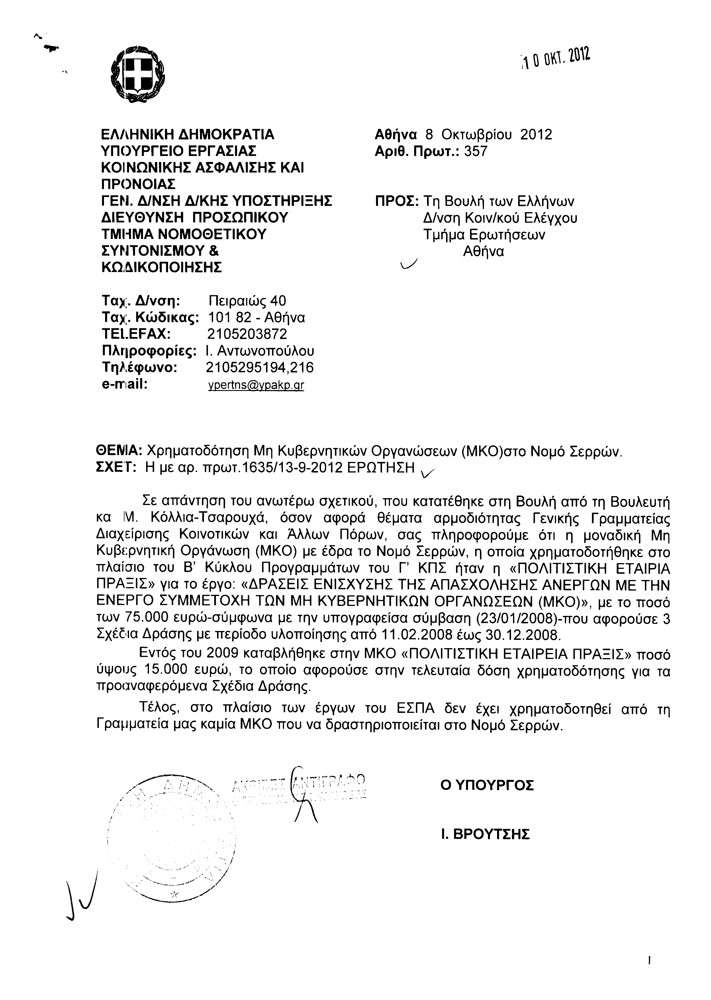 10 ΟΚΤ. 2012
ΕΛΛΗΝΙΚΗ ΔΗΜΟΚΡΑΤΙΑ
ΥΠΟΥΡΓΕΙΟ ΕΡΓΑΣΙΑΣ
ΚΟΙΝΩΝΙΚΗΣ ΑΣΦΑΛΙΣΗΣ ΚΑΙ
ΠΡΟΝΟΙΑΣ
ΓΕΝ. Δ/ΝΣΗ Δ/ΚΗΣ ΥΠΟΣΤΗΡΙΞΗΣ
ΔΙΕΥΘΥΝΣΗ ΠΡΟΣΩΠΙΚΟΥ
ΤΜΗΜΑ ΝΟΜΟΘΕΤΙΚΟΥ
ΣΥΝΤΟΝΙΣΜΟΥ &
ΚΩΔΙΚΟΠΟΙΗΣΗΣ
Αθήνα 8 Οκτωβρίου 2012
Αριθ. Πρωτ.: 357
ΠΡΟΣ: Τη Βουλή των Ελλήνων
Δ/νση Κοιν/κού Ελέγχου
Τμήμα Ερωτήσεων
Αθήνα
Ταχ. Δ/νση: Πειραιώς 40
Ταχ. Κώδικας: 101 82 - Αθήνα
TELEFAX: 2105203872
Πληροφορίες: Ι. Αντωνοπούλου
Τηλέφωνο: 2105295194,216
e-mail: ypertns@ypakp.gr
ΘΕΜΑ: Χρηματοδότηση Μη Κυβερνητικών Οργανώσεων (ΜΚΟ)στο Νομό Σερρών.
ΣΧΕΤ: Η με αρ. πρωτ.1635/13-9-2012 ΕΡΩΤΗΣΗ
Σε απάντηση του ανωτέρω σχετικού, που κατατέθηκε στη Βουλή από τη Βουλευτή
κα Μ. Κόλλια-Τσαρουχά, όσον αφορά θέματα αρμοδιότητας Γενικής Γραμματείας
Διαχείρισης Κοινοτικών και Άλλων Πόρων, σας πληροφορούμε ότι η μοναδική Μη
Κυβερνητική Οργάνωση (ΜΚΟ) με έδρα το Νομό Σερρών, η οποία χρηματοδοτήθηκε στο
πλαίσιο του Β’ Κύκλου Προγραμμάτων του Γ’ ΚΠΣ ήταν η «ΠΟΛΙΤΙΣΤΙΚΗ ΕΤΑΙΡΙΑ
ΠΡΑΞΙΣ» για το έργο: «ΔΡΑΣΕΙΣ ΕΝΙΣΧΥΣΗΣ ΤΗΣ ΑΠΑΣΧΟΛΗΣΗΣ ΑΝΕΡΓΩΝ ΜΕ ΤΗΝ
ΕΝΕΡΓΟ ΣΥΜΜΕΤΟΧΗ ΤΩΝ ΜΗ ΚΥΒΕΡΝΗΤΙΚΩΝ ΟΡΓΑΝΩΣΕΩΝ (ΜΚΟ)», με το ποσό
των 75.000 ευρώ-σύμφωνα με την υπογραφείσα σύμβαση (23/01/2008)-που αφορούσε 3
Σχέδια Δράσης με περίοδο υλοποίησης από 11.02.2008 έως 30.12.2008.
Εντός του 2009 καταβλήθηκε στην ΜΚΟ «ΠΟΛΙΤΙΣΤΙΚΗ ΕΤΑΙΡΕΙΑ ΠΡΑΞΙΣ» ποσό
ύψους 15.000 ευρώ, το οποίο αφορούσε στην τελευταία δόση χρηματοδότησης για τα
προαναφερόμενα Σχέδια Δράσης.
Τέλος, στο πλαίσιο των έργων του ΕΣΠΑ δεν έχει χρηματοδοτηθεί από τη
Γραμματεία μας καμία ΜΚΟ που να δραστηριοποιείται στο Νομό Σερρών.
ΑΚΡΙΒΕΣ ΑΝΤΙΓΡΑΦΟ
Ο ΥΠΟΥΡΓΟΣ
Ι. ΒΡΟΥΤΣΗΣ
1